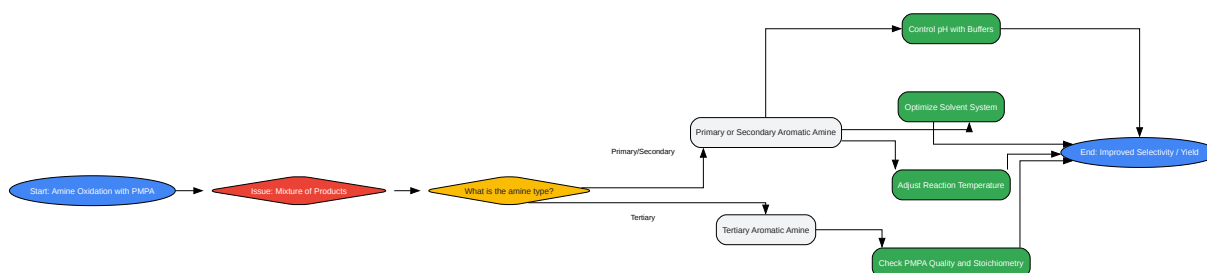 Control pH with Buffers
Optimize Solvent System
Primary or Secondary Aromatic Amine
Primary/Secondary
End: Improved Selectivity / Yield
Start: Amine Oxidation with PMPA
Issue: Mixture of Products
What is the amine type?
Adjust Reaction Temperature
Tertiary
Tertiary Aromatic Amine
Check PMPA Quality and Stoichiometry